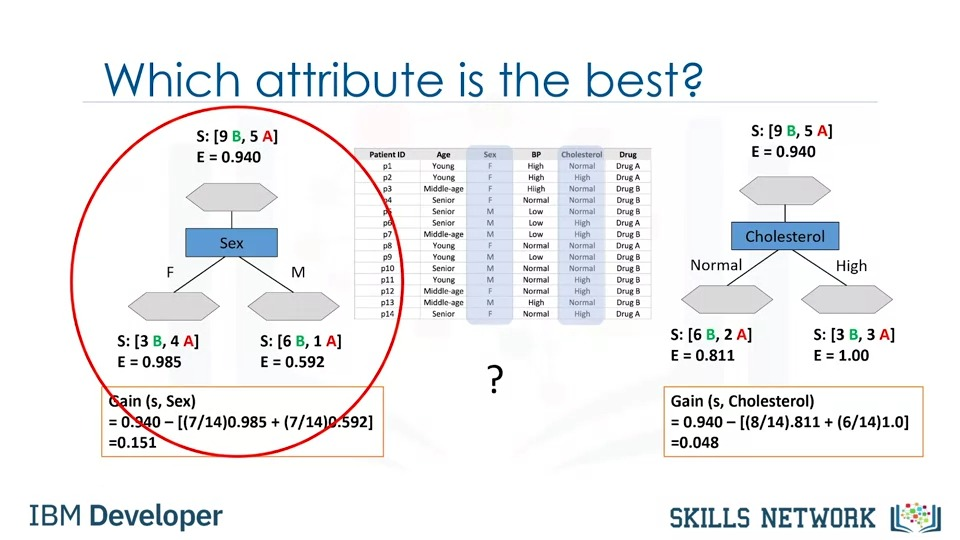 Which attribute is the best?
S: [9 B, 5 A]
E = 0.940
Sex
F
M
S: [3 B, 4 A]
E = 0.985
S: [6 B, 1 A]
E = 0.592
Gain (s, Sex)
= 0.940 – [(7/14)0.985 + (7/14)0.592]
=0.151
Patient ID Age Sex BP Cholesterol Drug
p1 Young F High Normal Drug A
p2 Young F High High Drug A
p3 Middle-age F Hiigh Normal Drug B
p4 Senior F Normal Normal Drug B
p5 Senior M Low Normal Drug B
p6 Senior M Low High Drug A
p7 Middle-age M Low High Drug B
p8 Young F Normal Normal Drug A
p9 Young M Low Normal Drug B
p10 Senior M Normal Normal Drug B
p11 Young M Normal High Drug B
p12 Middle-age F Normal High Drug B
p13 Middle-age M High Normal Drug B
p14 Senior F Normal High Drug A
?
S: [9 B, 5 A]
E = 0.940
Cholesterol
Normal
High
S: [6 B, 2 A]
E = 0.811
S: [3 B, 3 A]
E = 1.00
Gain (s, Cholesterol)
= 0.940 – [(8/14).811 + (6/14)1.0]
=0.048
IBM Developer
SKILLS NETWORK